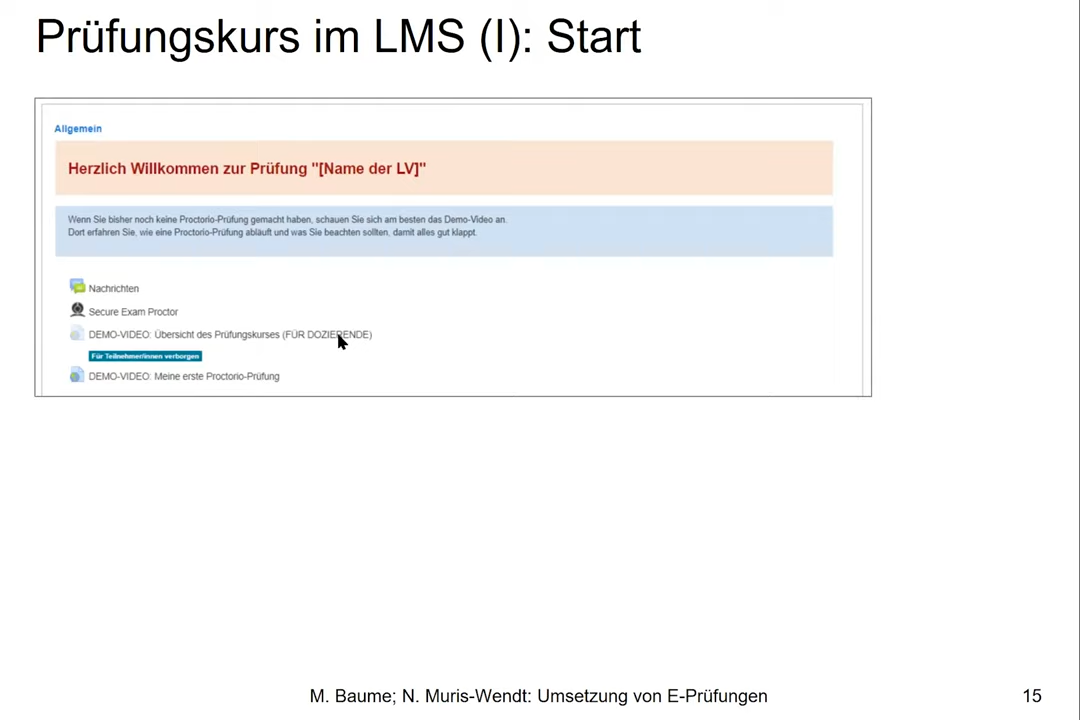 Prüfungskurs im LMS (I): Start
Allgemein
Herzlich Willkommen zur Prüfung "[Name der LV]"
Wenn Sie bisher noch keine Proctorio-Prüfung gemacht haben, schauen Sie sich am besten das Demo-Video an.
Dort erfahren Sie, wie eine Proctorio-Prüfung abläuft und was Sie beachten sollten, damit alles gut klappt.
Nachrichten
Secure Exam Proctor
DEMO-VIDEO: Übersicht des Prüfungskurses (FÜR DOZIERENDE)
Für Teilnehmer/innen verborgen
DEMO-VIDEO: Meine erste Proctorio-Prüfung
M. Baume; N. Muris-Wendt: Umsetzung von E-Prüfungen
15